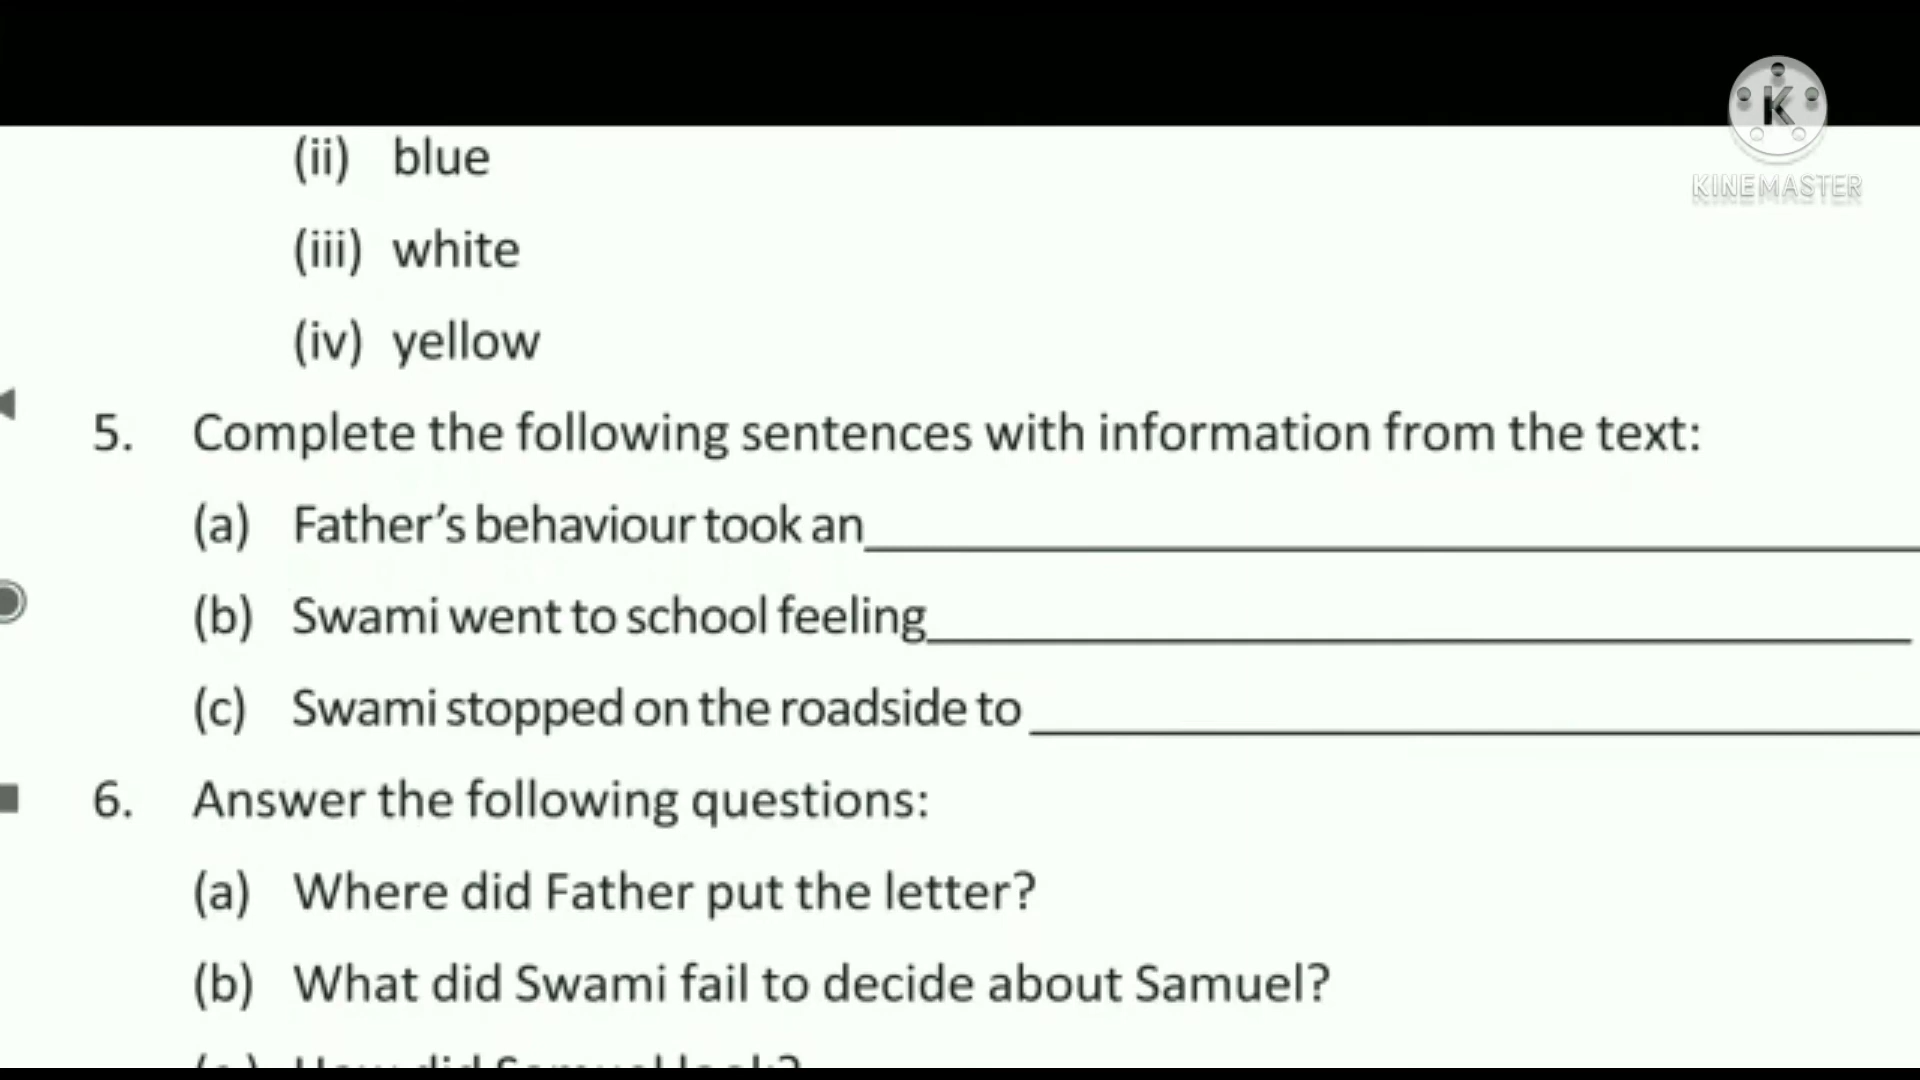 K
KINEMASTER
(ii) blue
(iii) white
(iv) yellow
5. Complete the following sentences with information from the text:
(a) Father's behaviour took an
(b) Swami went to school feeling
(c) Swami stopped on the roadside to
6. Answer the following questions:
(a) Where did Father put the letter?
(b) What did Swami fail to decide about Samuel?